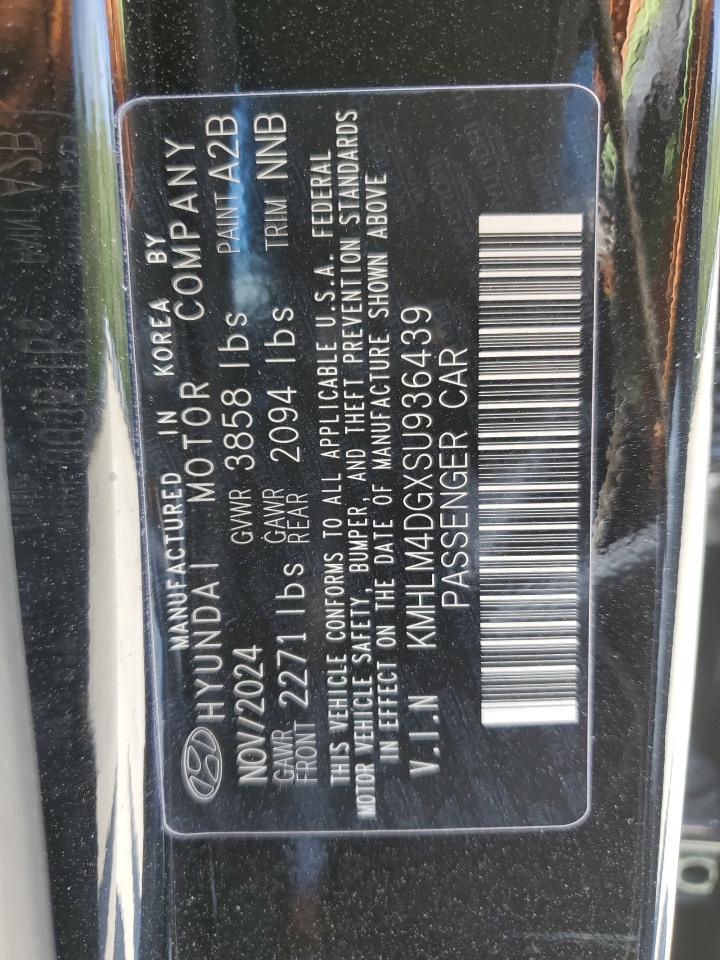 MANUFACTURED IN KOREA BY
HYUNDAI MOTOR COMPANY
NOV/2024 GVWR 3858 lbs PAINT A2B
GAWR FRONT 2271 lbs GAWR REAR 2094 lbs TRIM NNB
THIS VEHICLE CONFORMS TO ALL APPLICABLE U.S.A. FEDERAL
MOTOR VEHICLE SAFETY, BUMPER, AND THEFT PREVENTION STANDARDS
IN EFFECT ON THE DATE OF MANUFACTURE SHOWN ABOVE
V.I.N KMHLM4DGXSU936439
PASSENGER CAR